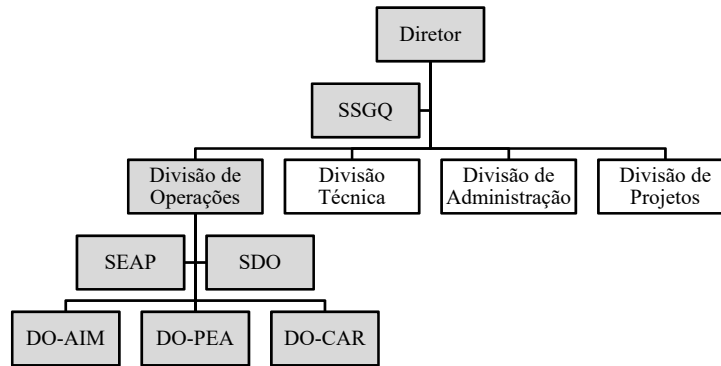 Diretor
SSGQ
Divisão de
Operações
Divisão
Técnica
Divisão de
Administração
Divisão de
Projetos
SEAP
SDO
DO-AIM
DO-PEA
DO-CAR